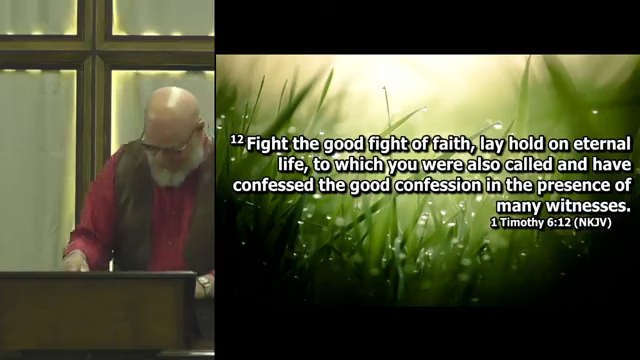 12 Fight the good fight of faith, lay hold on eternal
life, to which you were also called and have
confessed the good confession in the presence of
many witnesses.
1 Timothy 6:12 (NKJV)